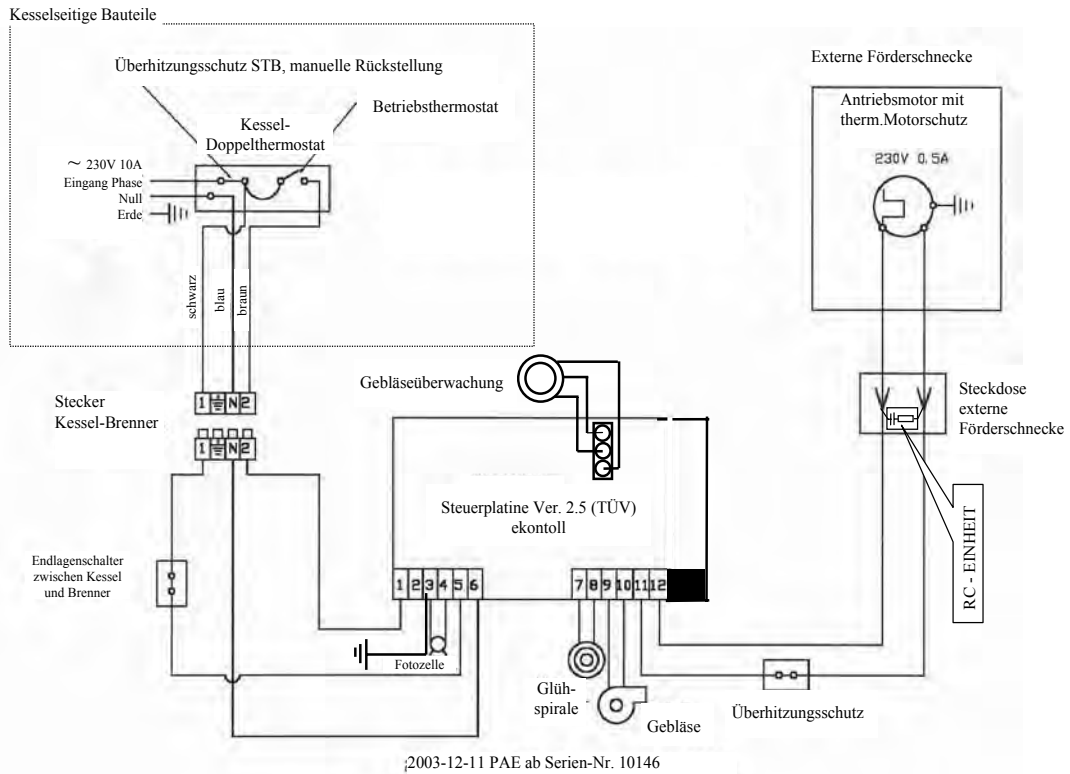 Kesselseitige Bauteile
Überhitzungsschutz STB, manuelle Rückstellung
Betriebsthermostat
Kessel-
Doppelthermostat
~ 230V 10A
Eingang Phase
Null
Erde
schwarz
blau
braun
Externe Förderschnecke
Antriebsmotor mit
therm.Motorschutz
230V 0.5A
Stecker
Kessel-Brenner
1 N 2
1 N 2
Gebläseüberwachung
Steckdose
externe
Förderschnecke
RC - EINHEIT
Steuerplatine Ver. 2.5 (TÜV)
ekontoll
Endlagenschalter
zwischen Kessel
und Brenner
1 2 3 4 5 6
7 8 9 10 11 12
Fotozelle
Glüh-
spirale
Gebläse
Überhitzungsschutz
¡2003-12-11 PAE ab Serien-Nr. 10146